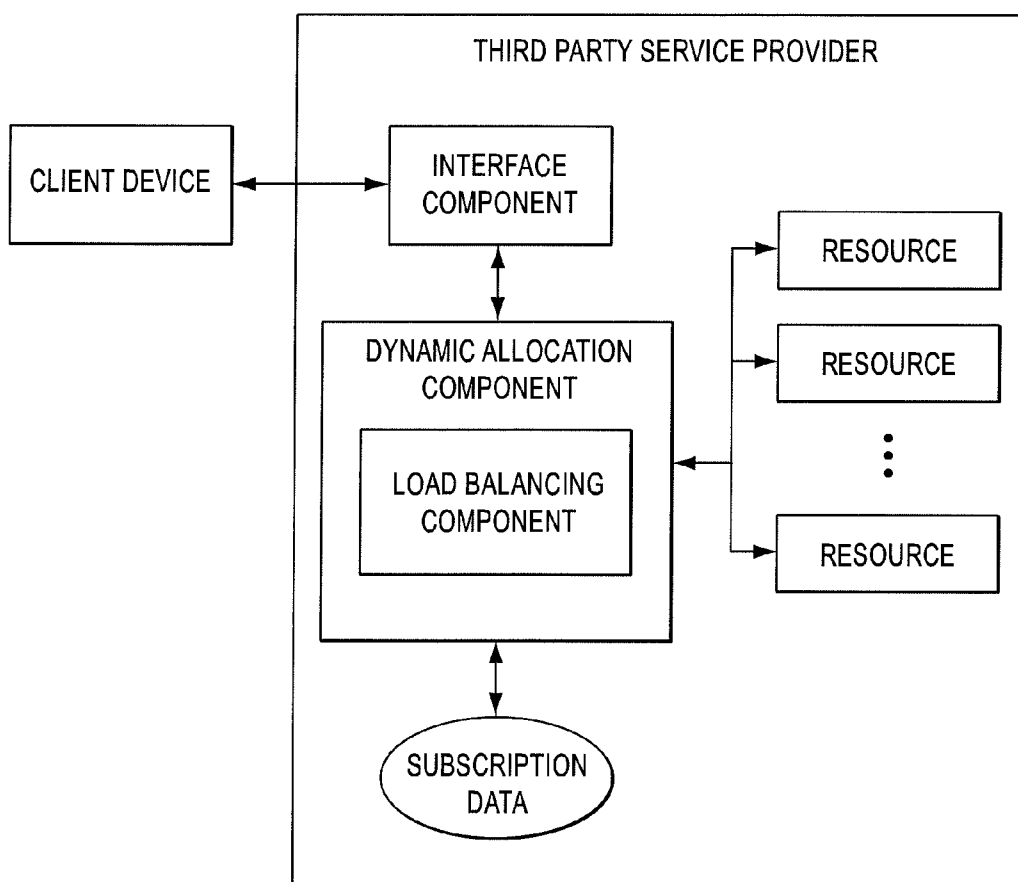 THIRD PARTY SERVICE PROVIDER
CLIENT DEVICE
INTERFACE
COMPONENT
RESOURCE
DYNAMIC ALLOCATION
COMPONENT
RESOURCE
LOAD BALANCING
COMPONENT
RESOURCE
SUBSCRIPTION
DATA